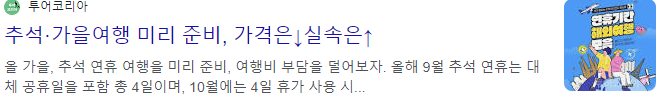 투어코리아
추석·가을여행 미리 준비, 가격은↓실속은↑
올 가을, 추석 연휴 여행을 미리 준비, 여행비 부담을 덜어보자. 올해 9월 추석 연휴는 대
체 공휴일을 포함 총 4일이며, 10월에는 4일 휴가 사용 시...
연휴기간
해외여행
모음